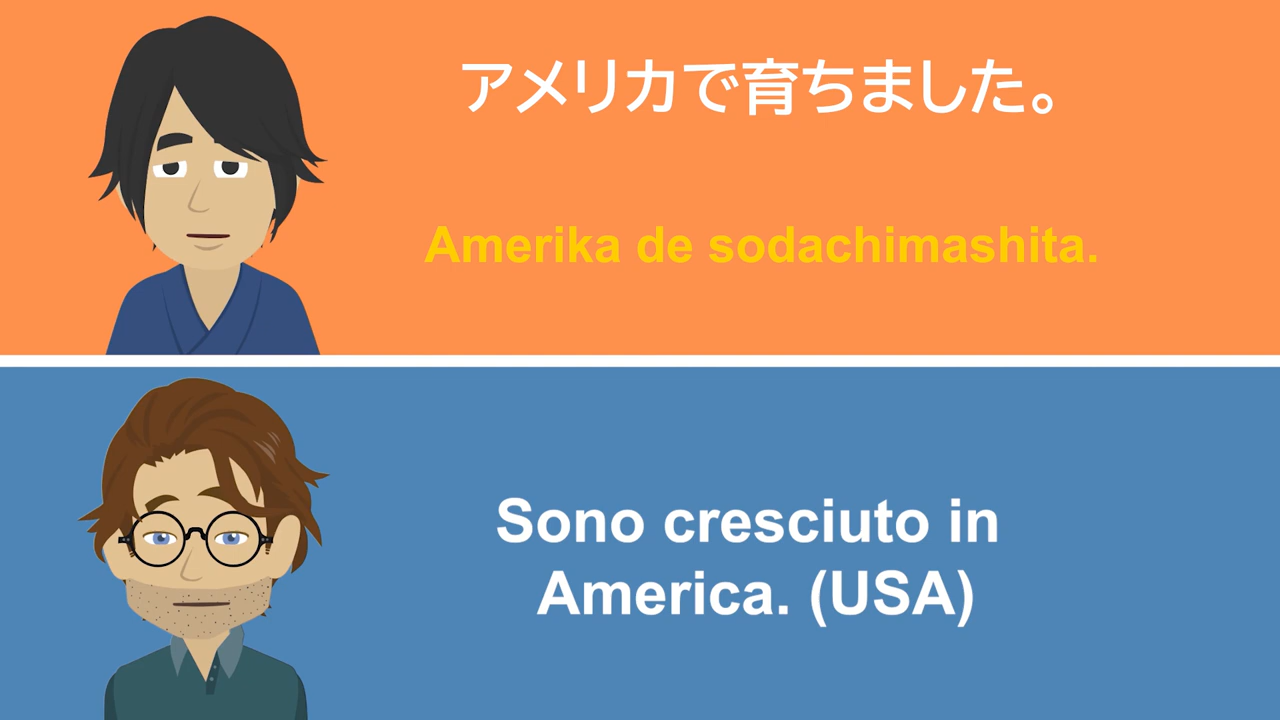 アメリカで育ちました。
Amerika de sodachimashita.
Sono cresciuto in
America. (USA)